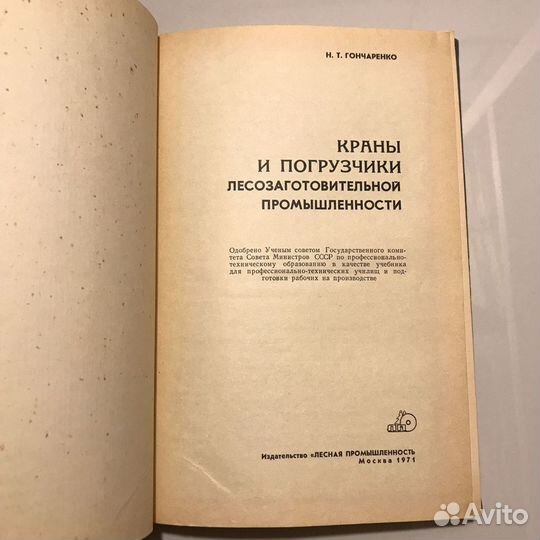 Н. Т. ГОНЧАРЕНКО
КРАНЫ
И ПОГРУЗЧИКИ
ЛЕСОЗАГОТОВИТЕЛЬНОЙ
ПРОМЫШЛЕННОСТИ
Одобрено Ученым советом Государственного коми-
тета Совета Министров СССР по профессионально-
техническому образованию в качестве учебника
для профессионально-технических училищ и под-
готовки рабочих на производстве
Издательство «ЛЕСНАЯ ПРОМЫШЛЕННОСТЬ
Москва 1971
Avito